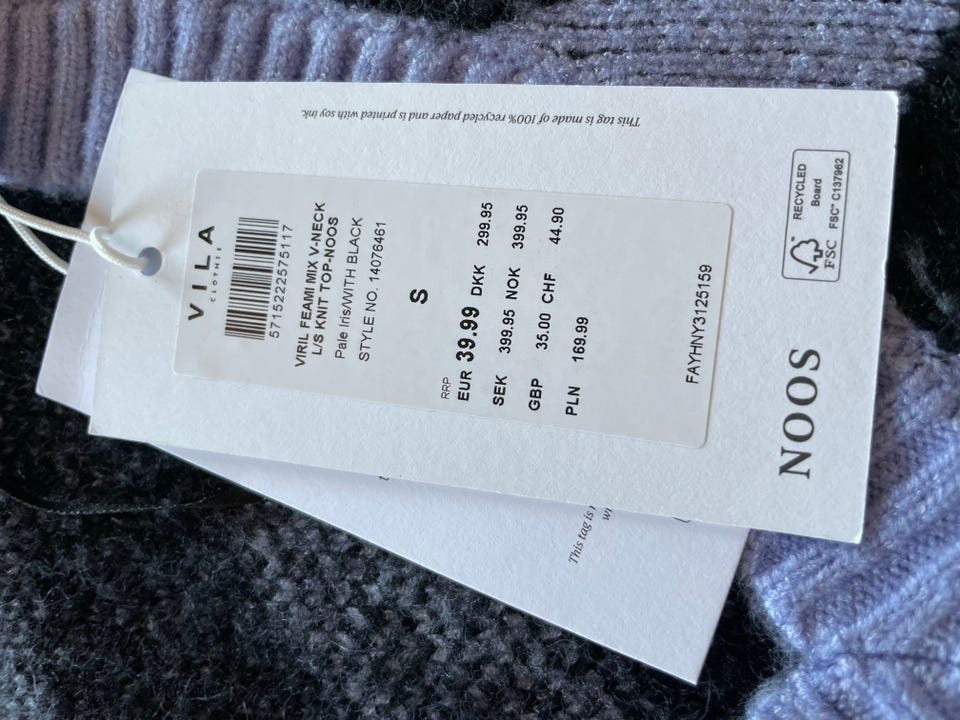 This tag is made of 100% recycled paper and is printed with soy ink.
VILA
CLOTHES
5715222575117
VIRIL FEAMI MIX V-NECK
L/S KNIT TOP-NOOS
Pale Iris/WITH BLACK
STYLE NO. 14076461
S
RRP
EUR 39.99 DKK 299.95
SEK 399.95 NOK 399.95
GBP 35.00 CHF 44.90
PLN 169.99
FAYHNY3125159
RECYCLED
Board
FSC
FSC™ C137962
NOOS
This tag is